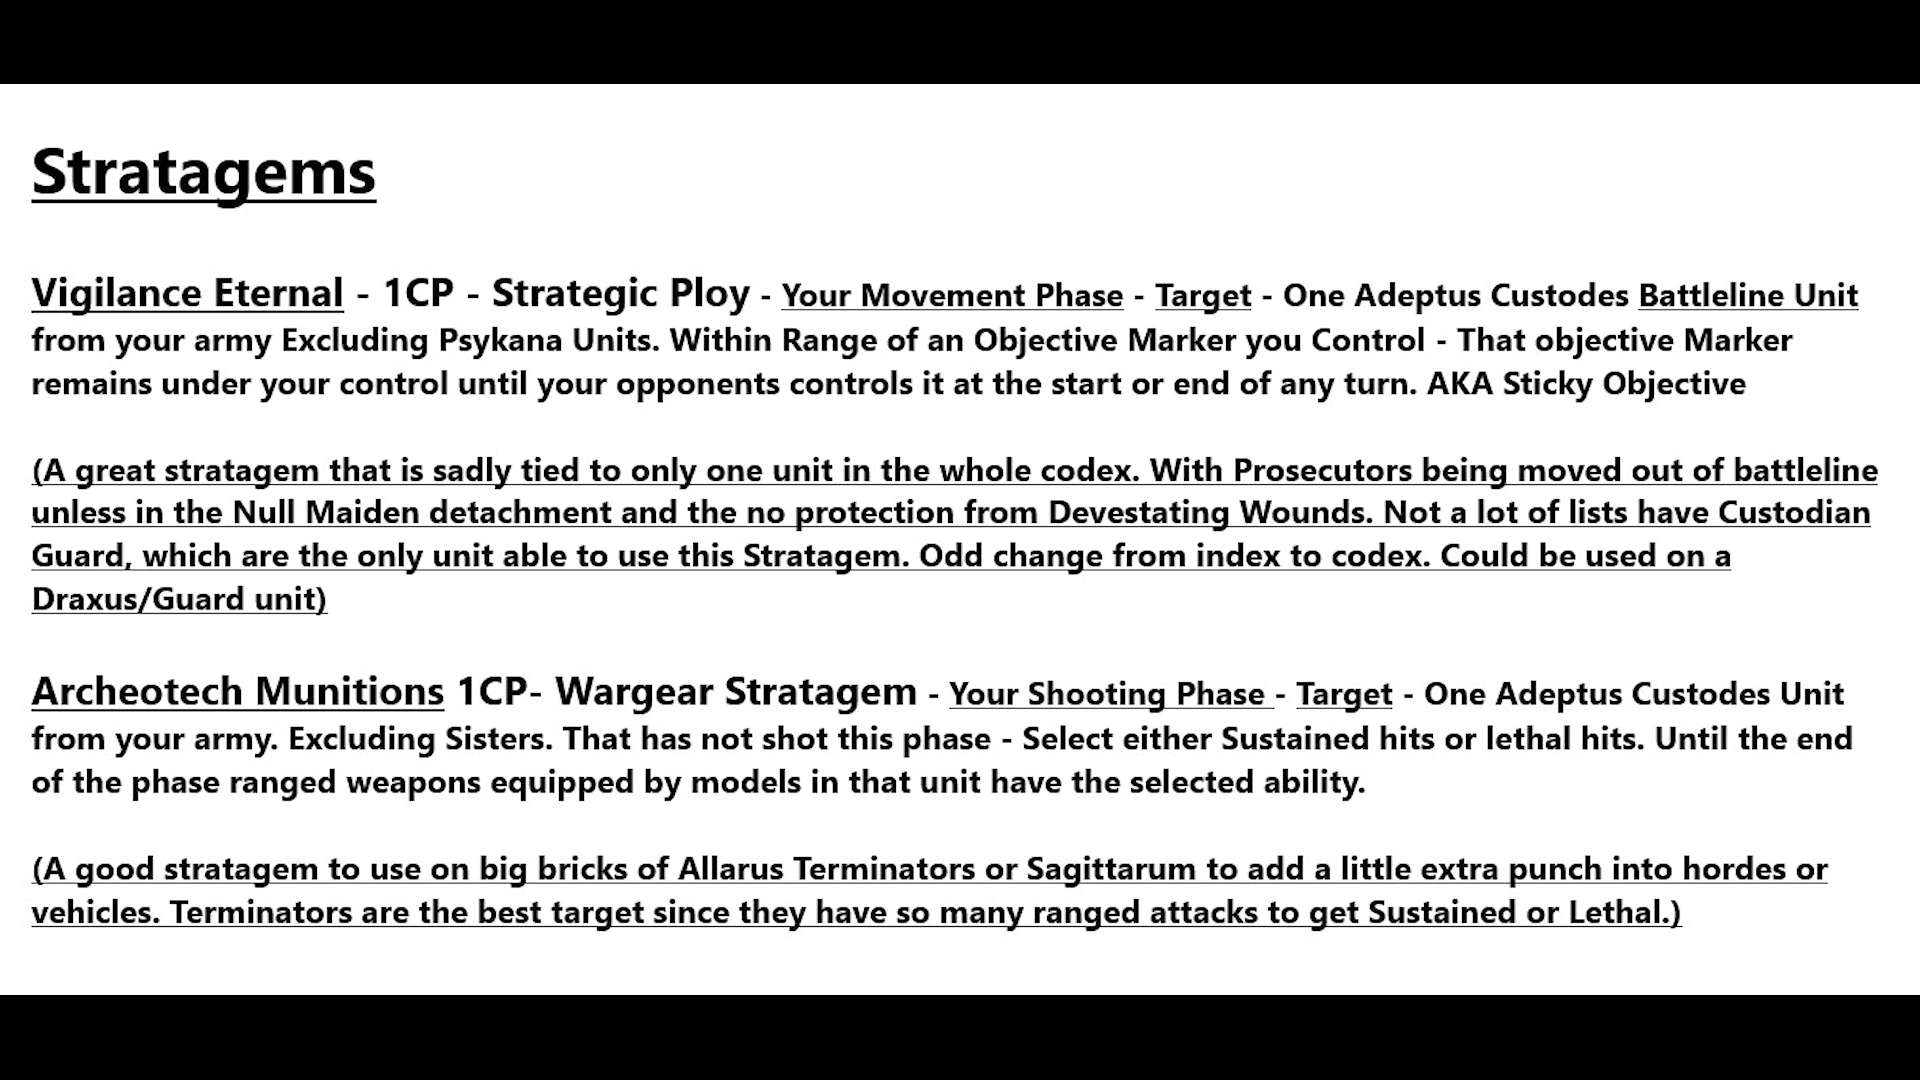 Stratagems
Vigilance Eternal - 1CP - Strategic Ploy - Your Movement Phase - Target - One Adeptus Custodes Battleline Unit
from your army Excluding Psykana Units. Within Range of an Objective Marker you Control - That objective Marker
remains under your control until your opponents controls it at the start or end of any turn. AKA Sticky Objective
(A great stratagem that is sadly tied to only one unit in the whole codex. With Prosecutors being moved out of battleline
unless in the Null Maiden detachment and the no protection from Devestating Wounds. Not a lot of lists have Custodian
Guard, which are the only unit able to use this Stratagem. Odd change from index to codex. Could be used on a
Draxus/Guard unit)
Archeotech Munitions 1CP- Wargear Stratagem - Your Shooting Phase - Target - One Adeptus Custodes Unit
from your army. Excluding Sisters. That has not shot this phase - Select either Sustained hits or lethal hits. Until the end
of the phase ranged weapons equipped by models in that unit have the selected ability.
(A good stratagem to use on big bricks of Allarus Terminators or Sagittarum to add a little extra punch into hordes or
vehicles. Terminators are the best target since they have so many ranged attacks to get Sustained or Lethal.)